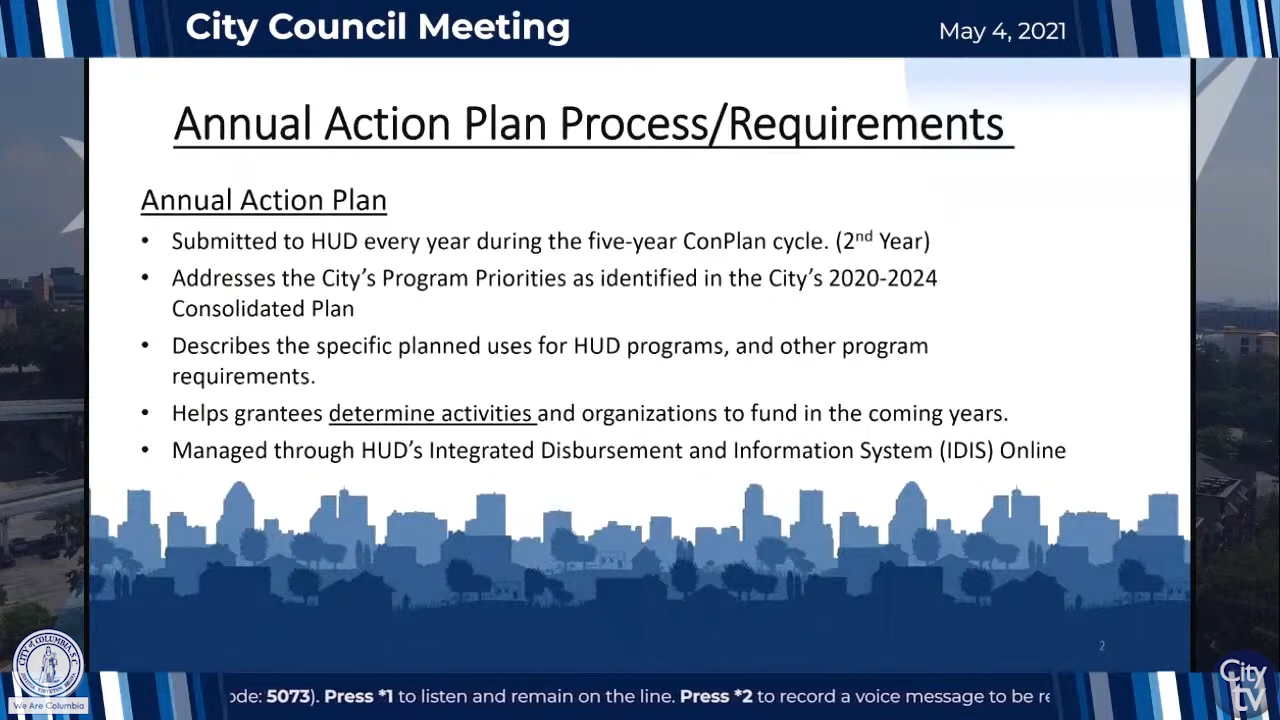 City Council Meeting
May 4, 2021
Annual Action Plan Process/Requirements
Annual Action Plan
• Submitted to HUD every year during the five-year ConPlan cycle. (2nd Year)
• Addresses the City's Program Priorities as identified in the City's 2020-2024
Consolidated Plan
• Describes the specific planned uses for HUD programs, and other program
requirements.
• Helps grantees determine activities and organizations to fund in the coming years.
• Managed through HUD's Integrated Disbursement and Information System (IDIS) Online
2
CITY OF COLUMBIA, S.C.
We Are Columbia
ode: 5073). Press *1 to listen and remain on the line. Press *2 to record a voice message to be re
City
tv